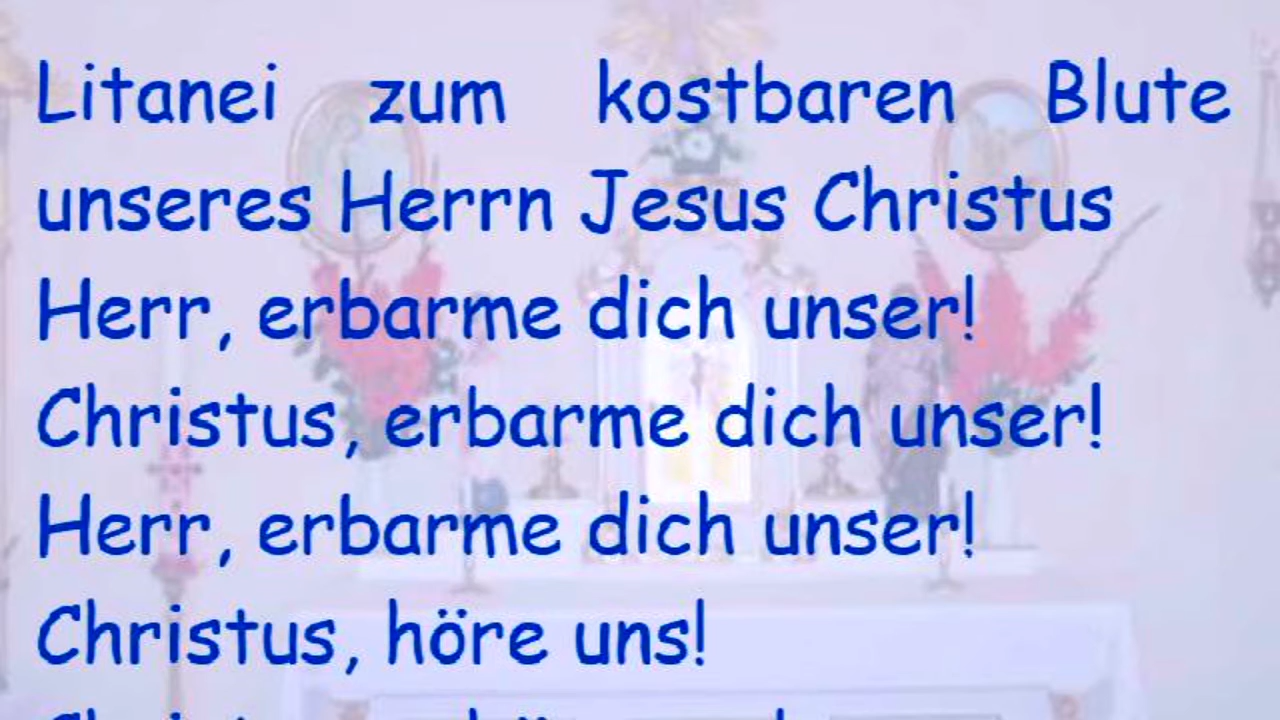 Litanei zum kostbaren Blute
unseres Herrn Jesus Christus
Herr, erbarme dich unser!
Christus, erbarme dich unser!
Herr, erbarme dich unser!
Christus, höre uns!